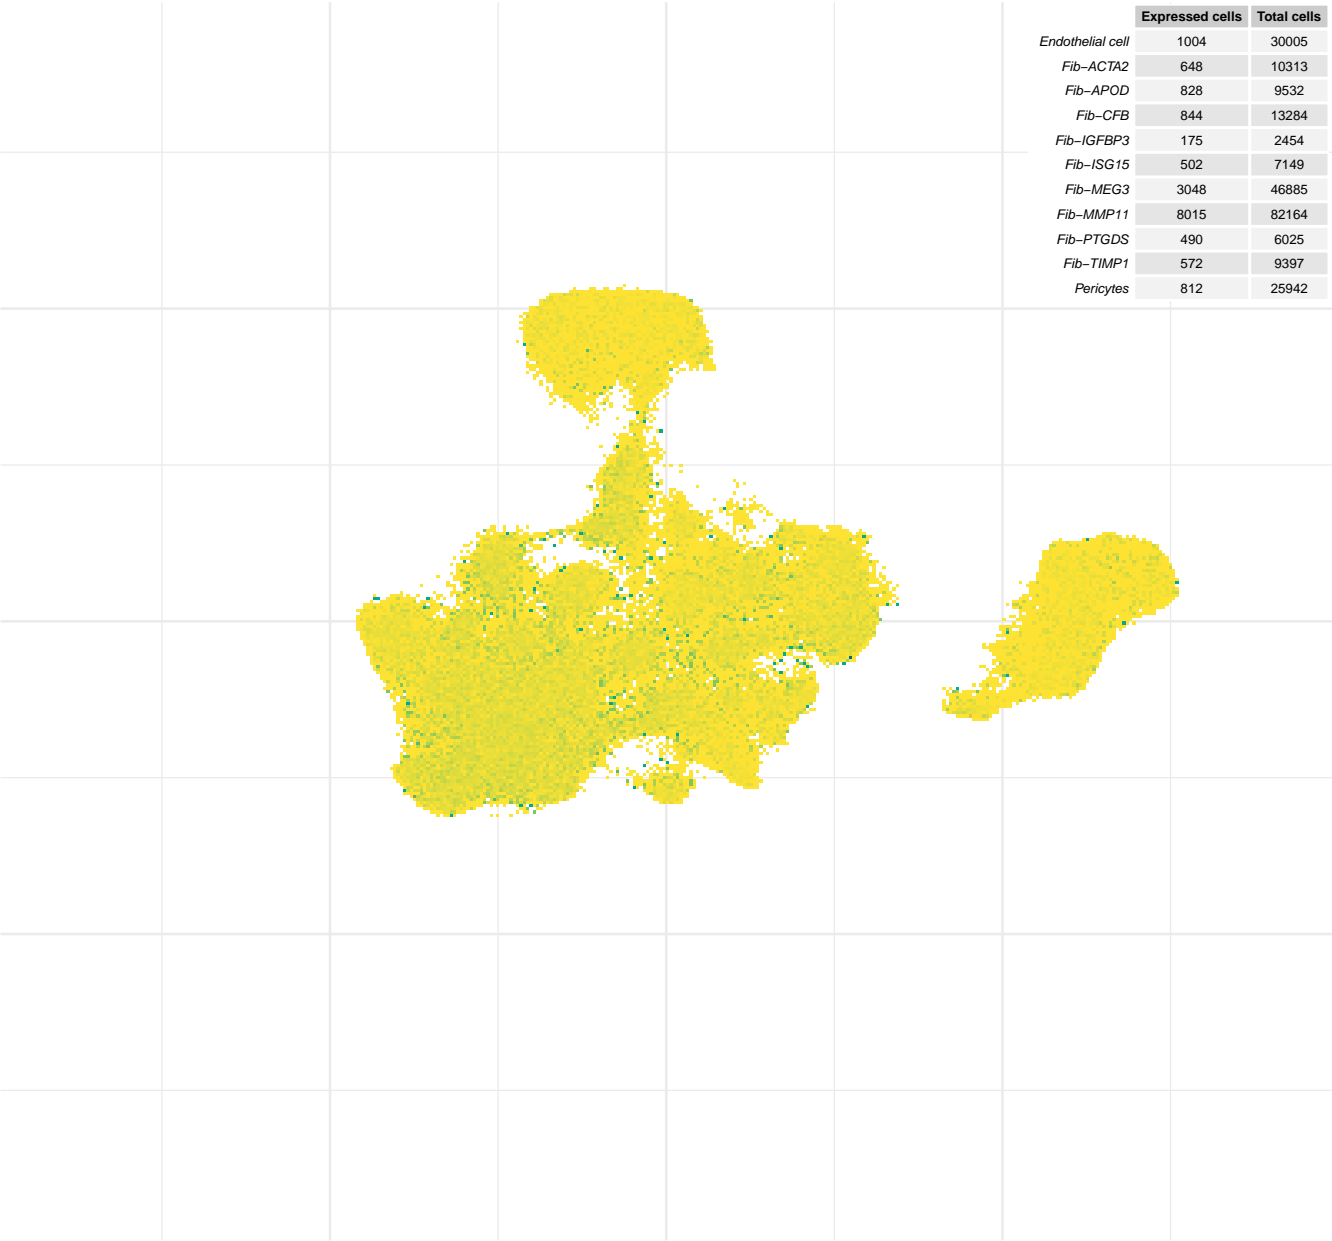 Expressed cells Total cells
Endothelial cell 1004 30005
Fib−ACTA2 648 10313
Fib−APOD 828 9532
Fib−CFB 844 13284
Fib−IGFBP3 175 2454
Fib−ISG15 502 7149
Fib−MEG3 3048 46885
Fib−MMP11 8015 82164
Fib−PTGDS 490 6025
Fib−TIMP1 572 9397
Pericytes 812 25942